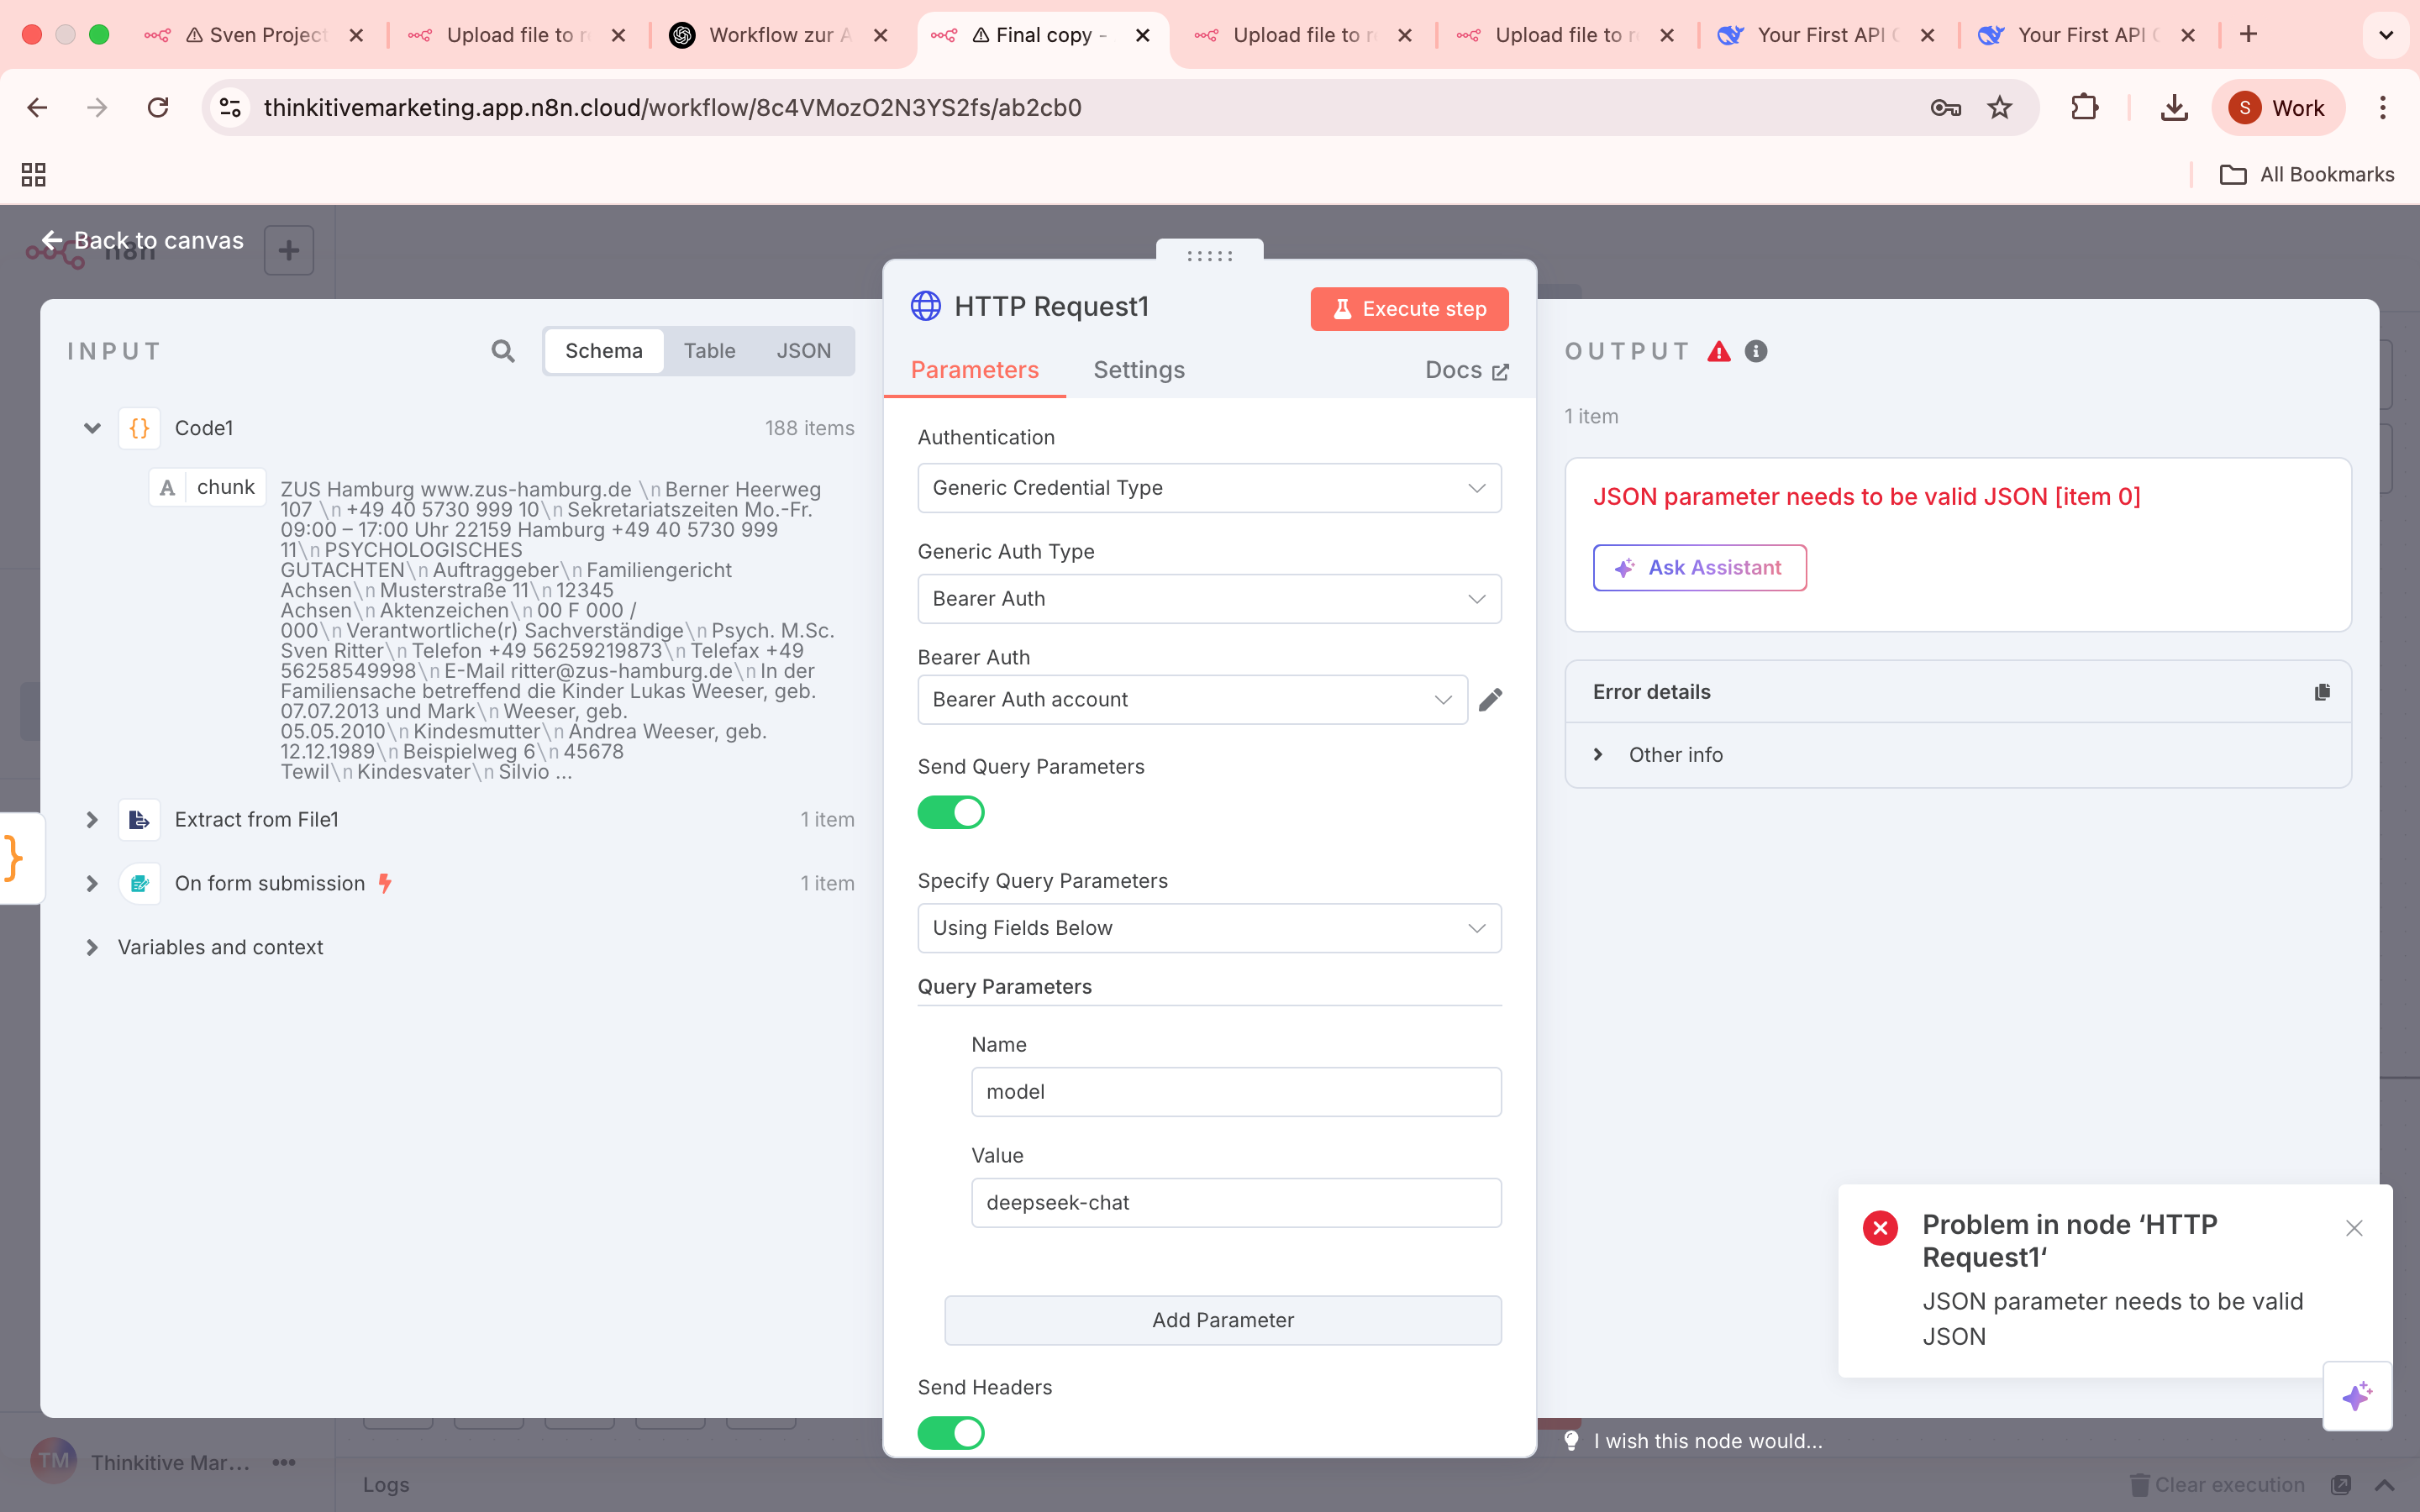 Sven Project
Upload file to r
Workflow zur A
Final copy -
Upload file to r
Upload file to r
Your First API C
Your First API C
thinkitivemarketing.app.n8n.cloud/workflow/8c4VMozO2N3YS2fs/ab2cb0
S Work
All Bookmarks
Back to canvas
n8n
INPUT
Schema Table JSON
Code1 188 items
A chunk
ZUS Hamburg www.zus-hamburg.de \n Berner Heerweg
107 \n +49 40 5730 999 10\n Sekretariatszeiten Mo.-Fr.
09:00 – 17:00 Uhr 22159 Hamburg +49 40 5730 999
11\n PSYCHOLOGISCHES
GUTACHTEN\n Auftraggeber\n Familiengericht
Achsen\n Musterstraße 11\n 12345
Achsen\n Aktenzeichen\n 00 F 000 /
000\n Verantwortliche(r) Sachverständige\n Psych. M.Sc.
Sven Ritter\n Telefon +49 56259219873\n Telefax +49
56258549998\n E-Mail ritter@zus-hamburg.de\n In der
Familiensache betreffend die Kinder Lukas Weeser, geb.
07.07.2013 und Mark\n Weeser, geb.
05.05.2010\n Kindesmutter\n Andrea Weeser, geb.
12.12.1989\n Beispielweg 6\n 45678
Tewil\n Kindesvater\n Silvio ...
Extract from File1 1 item
On form submission 1 item
Variables and context
HTTP Request1
Execute step
Parameters Settings Docs
Authentication
Generic Credential Type
Generic Auth Type
Bearer Auth
Bearer Auth
Bearer Auth account
Send Query Parameters
Specify Query Parameters
Using Fields Below
Query Parameters
Name
model
Value
deepseek-chat
Add Parameter
Send Headers
OUTPUT
1 item
JSON parameter needs to be valid JSON [item 0]
Ask Assistant
Error details
Other info
Problem in node ‘HTTP
Request1‘
JSON parameter needs to be valid
JSON
I wish this node would...
TM Thinkitive Mar...
Logs
Clear execution